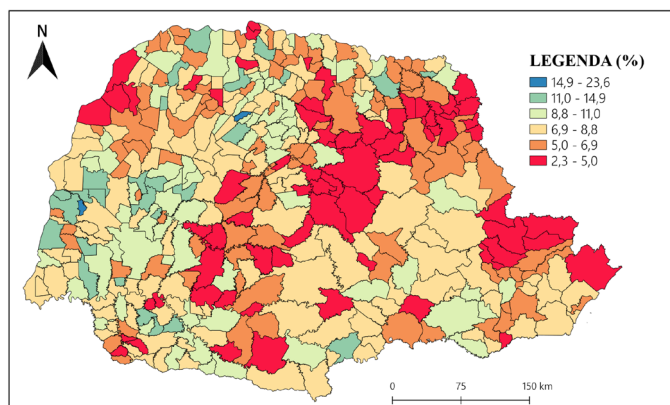 N
LEGENDA (%)
14,9 - 23,6
11,0 - 14,9
8,8 - 11,0
6,9 - 8,8
5,0 - 6,9
2,3 - 5,0
0 75 150 km